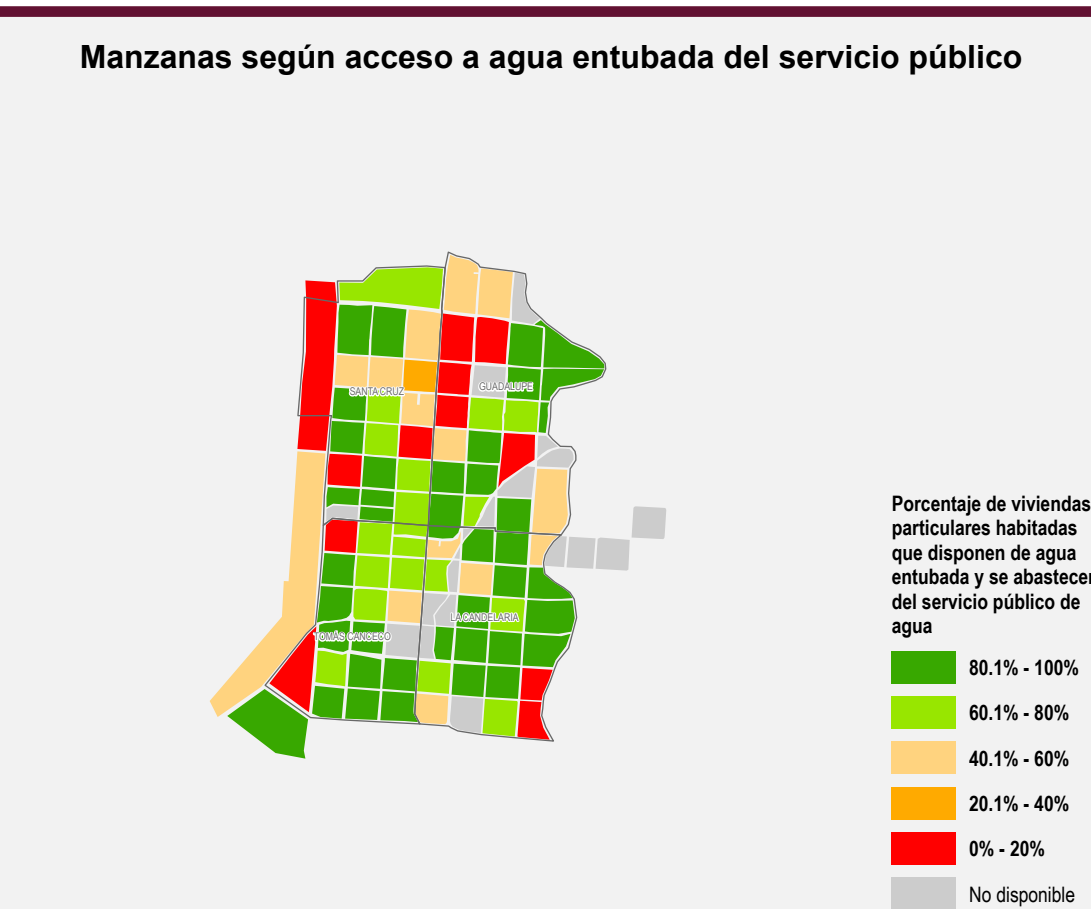 Manzanas según acceso a agua entubada del servicio público
SANTA CRUZ
GUADALUPE
LA CANDELARIA
TOMÁS CANCECO
Porcentaje de viviendas
particulares habitadas
que disponen de agua
entubada y se abastecen
del servicio público de
agua
80.1% - 100%
60.1% - 80%
40.1% - 60%
20.1% - 40%
0% - 20%
No disponible